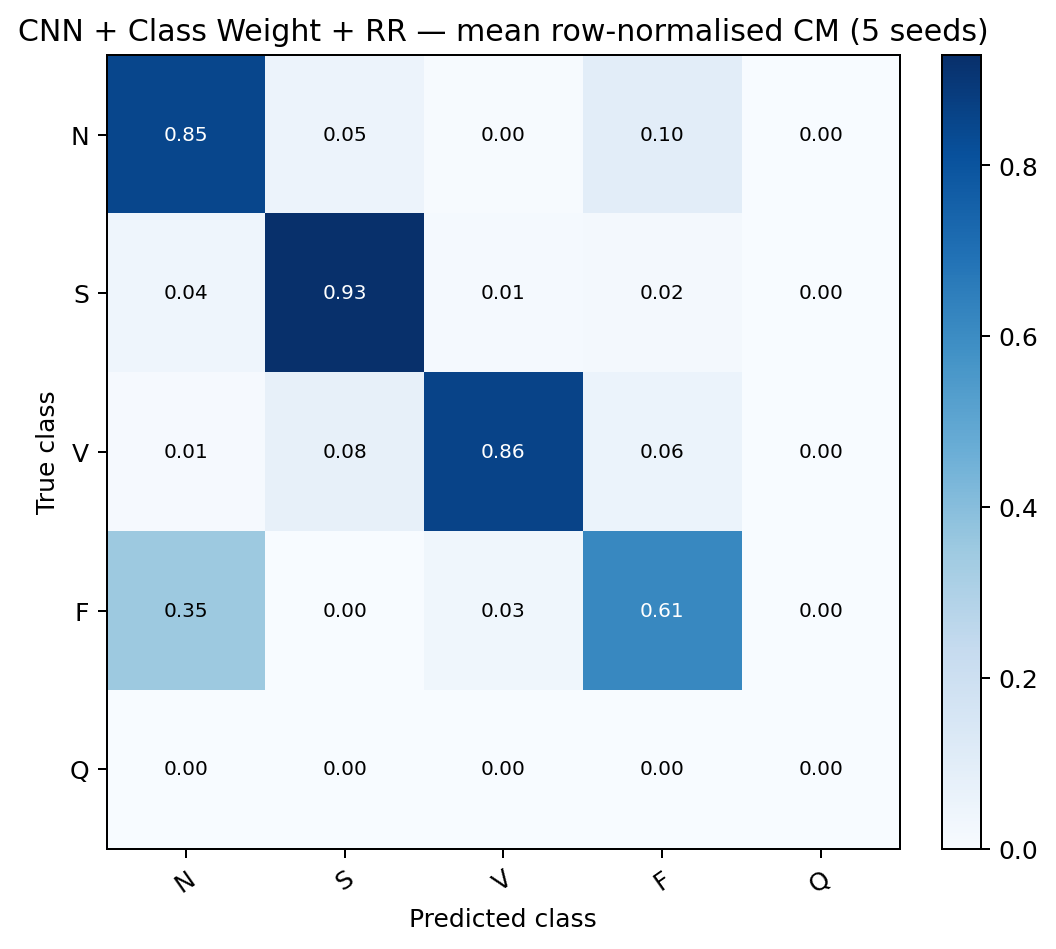 CNN + Class Weight + RR — mean row-normalised CM (5 seeds)
N 0.85 0.05 0.00 0.10 0.00
S 0.04 0.93 0.01 0.02 0.00
V 0.01 0.08 0.86 0.06 0.00
F 0.35 0.00 0.03 0.61 0.00
Q 0.00 0.00 0.00 0.00 0.00
N S V F Q
Predicted class
True class
0.8
0.6
0.4
0.2
0.0